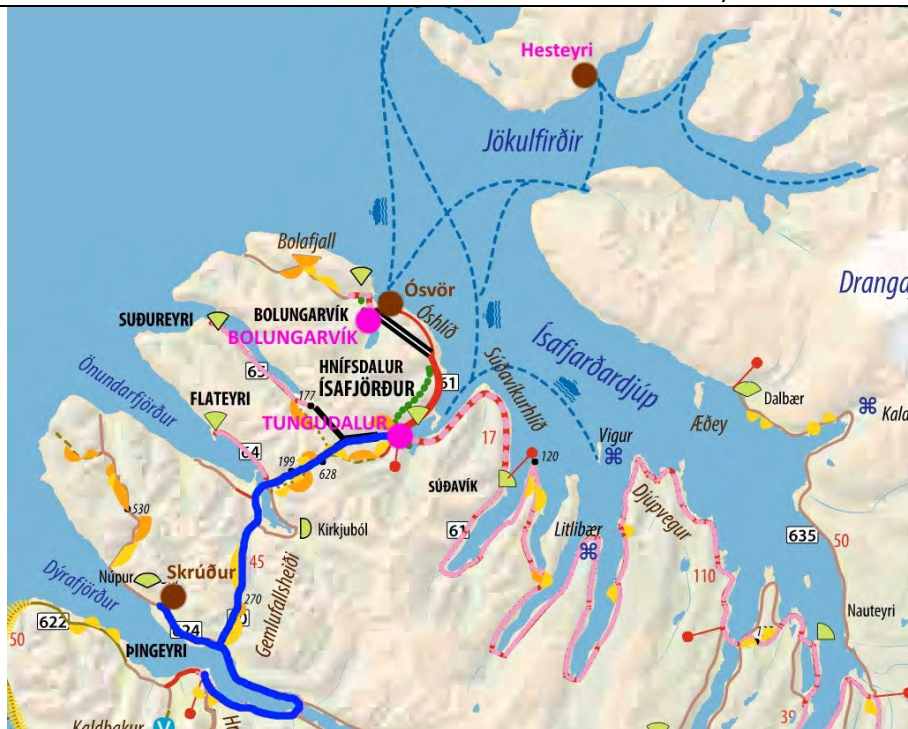 Hesteyri
Jökulfirðir
Bolafjall
Ósvör
Dranga
BOLUNGARVÍK
BOLUNGARVÍK
Óshlíð
SUÐUREYRI
HNÍFSDALUR
ÍSAFJÖRÐUR
Ísafjarðardjúp
Súðavíkurhlíð
Önundarfjörður
65
177
61
FLATEYRI
TUNGUDALUR
Æðey
Dalbær
Kald
64
199
628
17
120
Vigur
SÚÐAVÍK
530
Kirkjuból
61
Litlibær
Djúpvegur
635
50
Dýrafjörður
Núpur
Skrúður
45
270
Gemlufallsheiði
110
Nauteyri
622
624
50
ÞINGEYRI
39
Kaldbakur